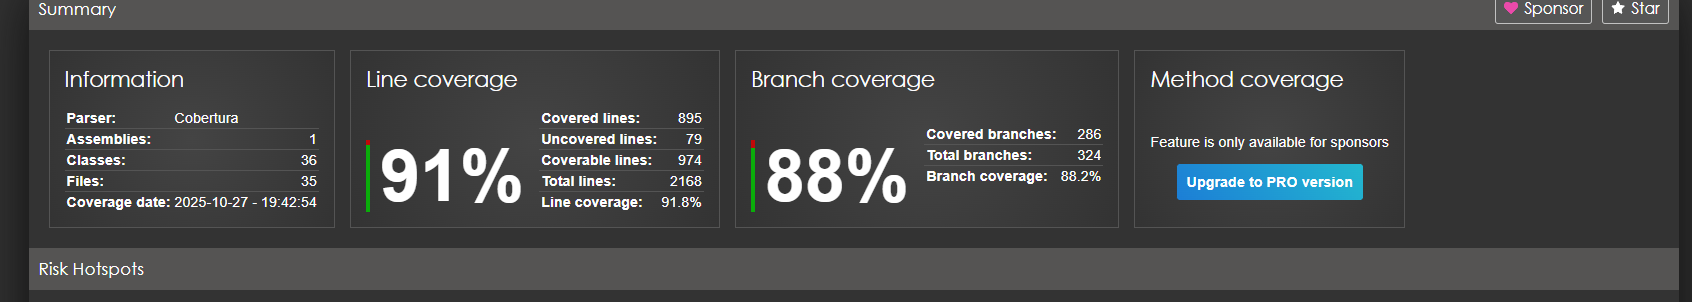 Summary
Sponsor
Star
Information
Parser: Cobertura
Assemblies: 1
Classes: 36
Files: 35
Coverage date: 2025-10-27 - 19:42:54
Line coverage
91%
Covered lines: 895
Uncovered lines: 79
Coverable lines: 974
Total lines: 2168
Line coverage: 91.8%
Branch coverage
88%
Covered branches: 286
Total branches: 324
Branch coverage: 88.2%
Method coverage
Feature is only available for sponsors
Upgrade to PRO version
Risk Hotspots